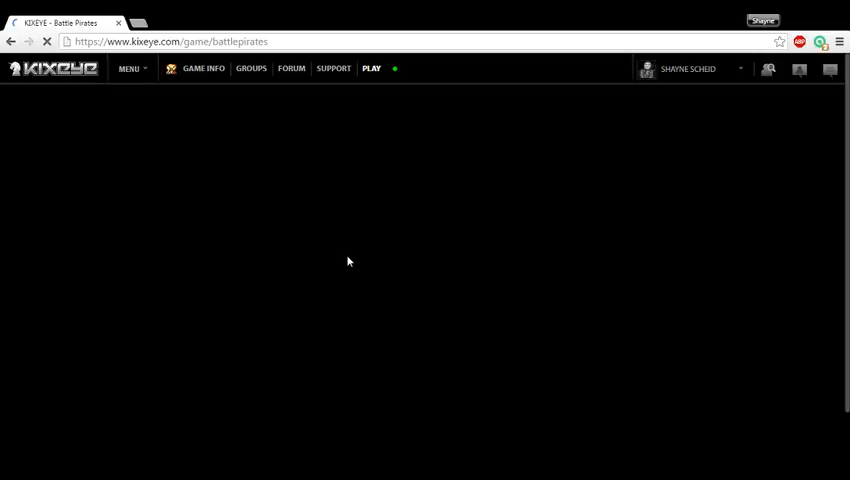 KIXEYE - Battle Pirates
Shayne
https://www.kixeye.com/game/battlepirates
ABP
KIXEYE
MENU
GAME INFO
GROUPS
FORUM
SUPPORT
PLAY
SHAYNE SCHEID